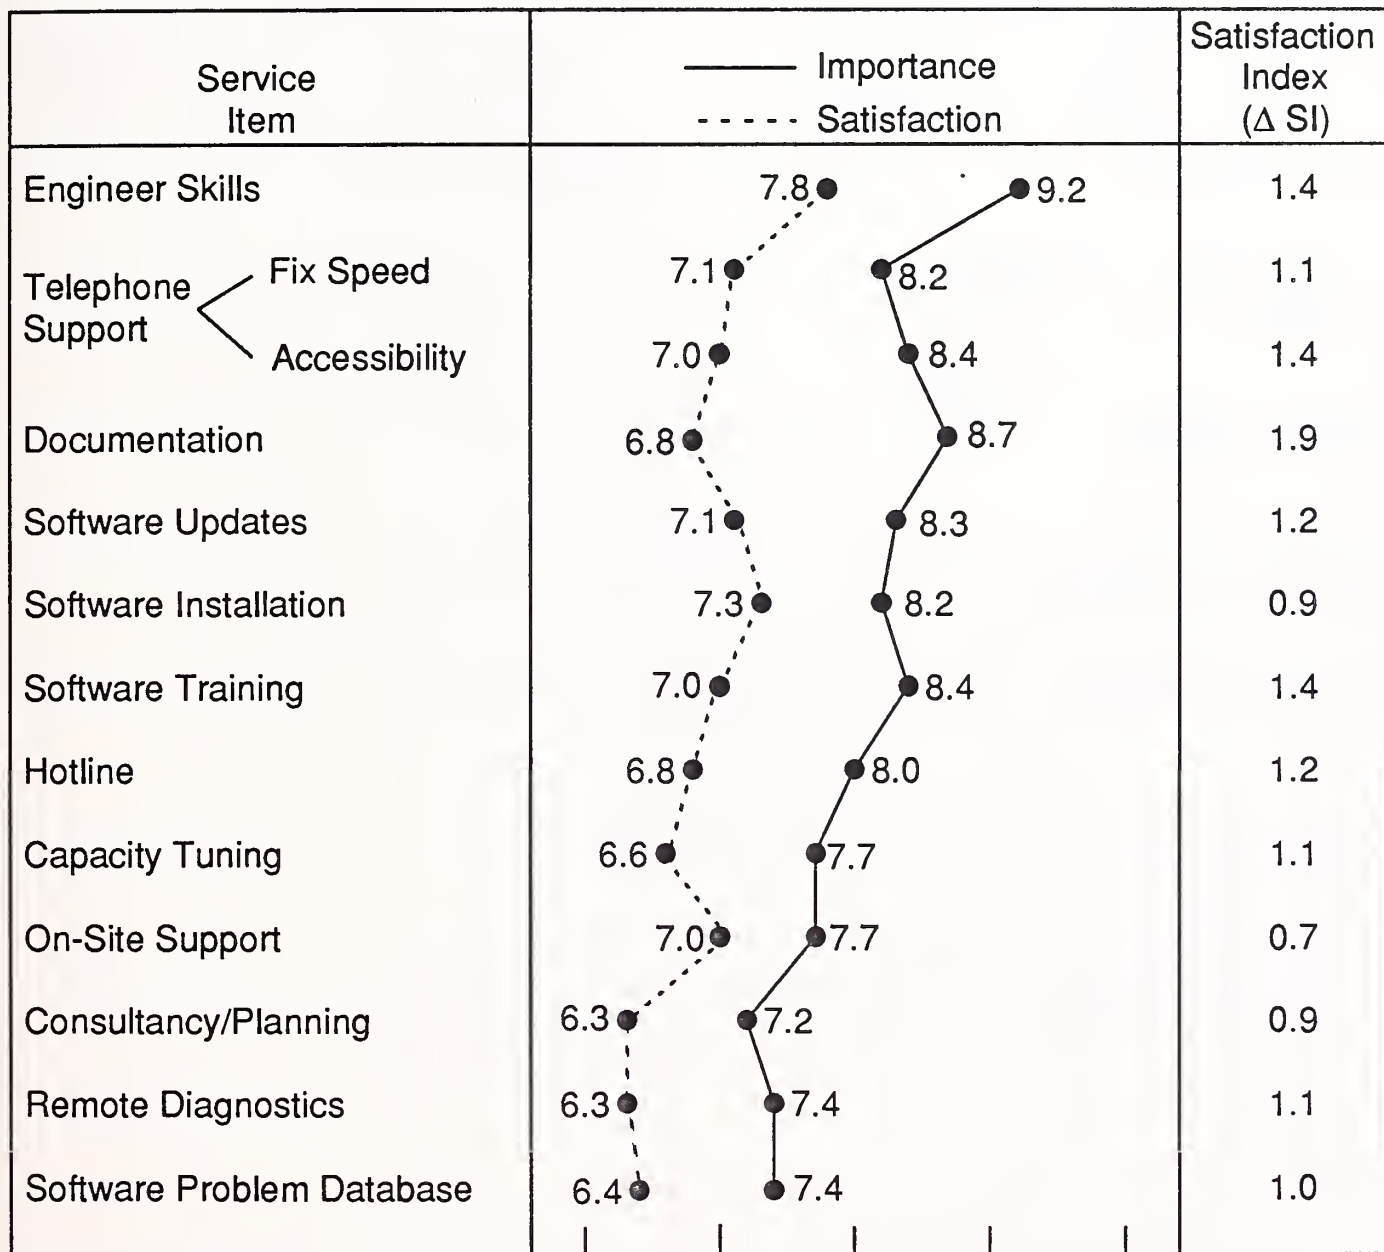 Service
Item
Importance
Satisfaction
Satisfaction
Index
(Δ SI)
Engineer Skills 7.8 9.2 1.4
Telephone
Support
Fix Speed 7.1 8.2 1.1
Accessibility 7.0 8.4 1.4
Documentation 6.8 8.7 1.9
Software Updates 7.1 8.3 1.2
Software Installation 7.3 8.2 0.9
Software Training 7.0 8.4 1.4
Hotline 6.8 8.0 1.2
Capacity Tuning 6.6 7.7 1.1
On-Site Support 7.0 7.7 0.7
Consultancy/Planning 6.3 7.2 0.9
Remote Diagnostics 6.3 7.4 1.1
Software Problem Database 6.4 7.4 1.0